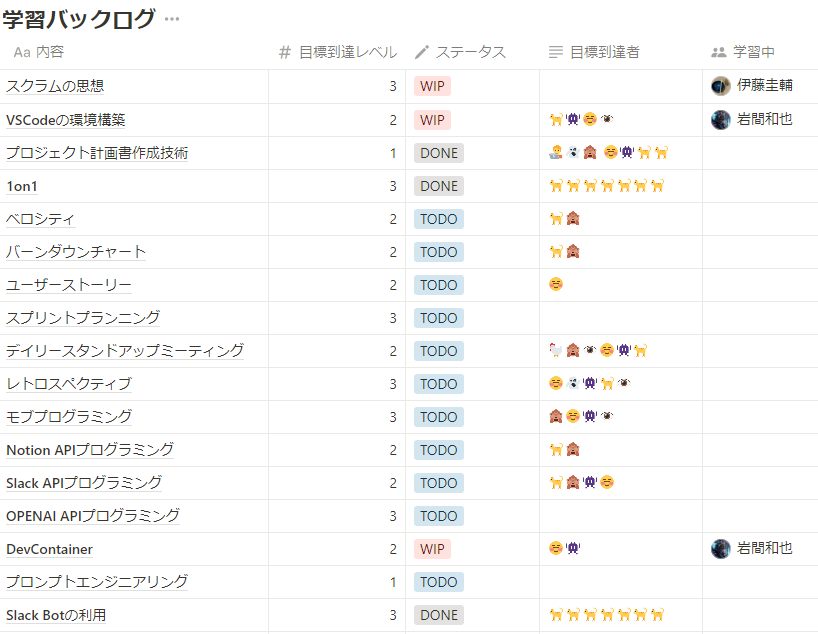 学習バックログ ...
Aa 内容 # 目標到達レベル ステータス 目標到達者 学習中
スクラムの思想 3 WIP 伊藤圭輔
VSCodeの環境構築 2 WIP 🐈👾😊🕷 岩間和也
プロジェクト計画書作成技術 1 DONE
1on1 3 DONE
ベロシティ 2 TODO
バーンダウンチャート 2 TODO
ユーザーストーリー 2 TODO
スプリントプランニング 3 TODO
デイリースタンドアップミーティング 2 TODO
レトロスペクティブ 3 TODO
モブプログラミング 3 TODO
Notion APIプログラミング 2 TODO
Slack APIプログラミング 2 TODO
OPENAI APIプログラミング 3 TODO
DevContainer 2 WIP 岩間和也
プロンプトエンジニアリング 1 TODO
Slack Botの利用 3 DONE